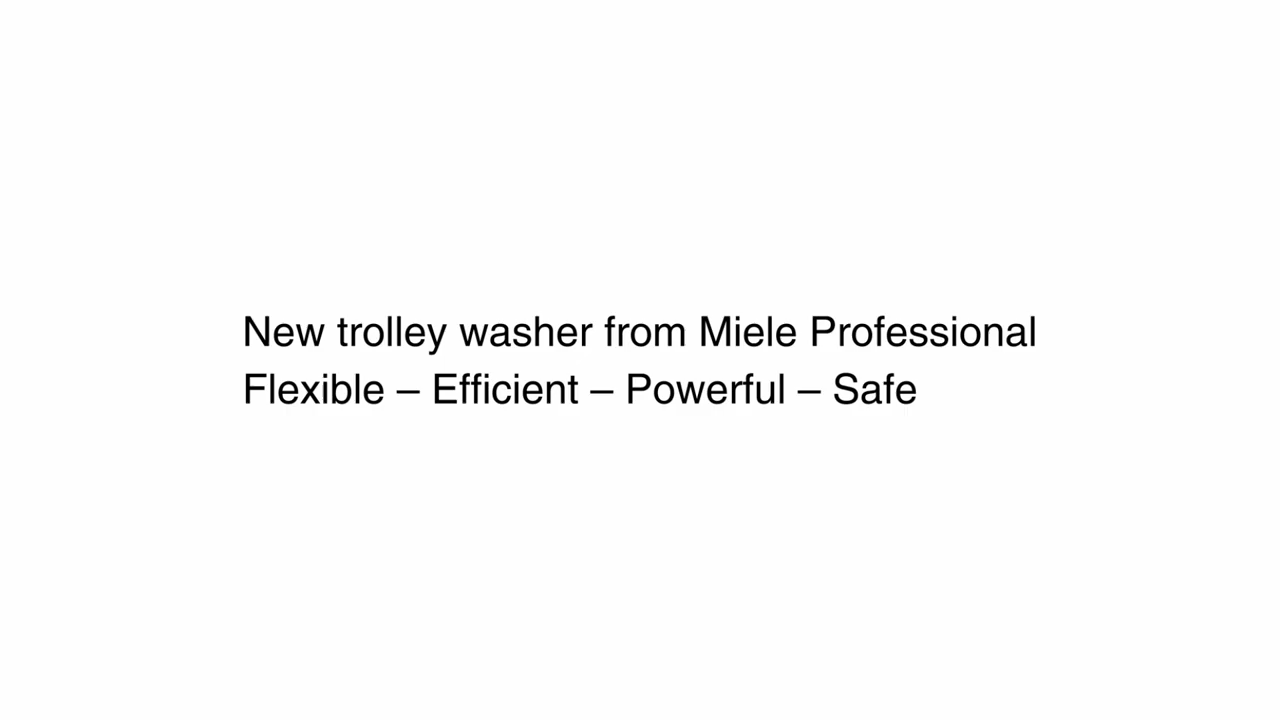 New trolley washer from Miele Professional
Flexible – Efficient – Powerful – Safe